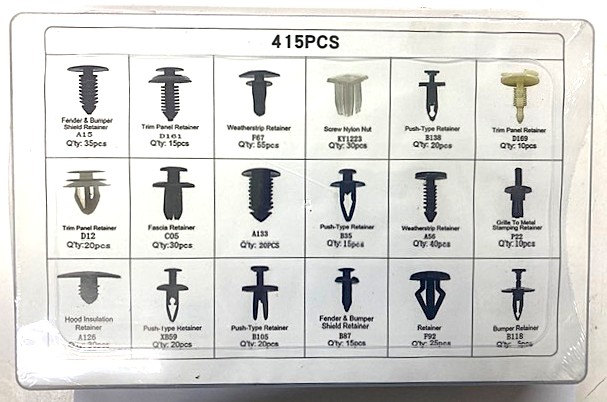 415PCS
Fender & Bumper
Shield Retainer
A15
Q'ty: 35pcs
Trim Panel Retainer
D161
Q'ty: 15pcs
Weatherstrip Retainer
F67
Q'ty: 55pcs
Screw Nylon Nut
KY1223
Q'ty: 30pcs
Push-Type Retainer
B138
Q'ty: 20pcs
Trim Panel Retainer
D169
Q'ty: 10pcs
Trim Panel Retainer
D12
Q'ty:20pcs
Fascia Retainer
C05
Q'ty:30pcs
A133
Q'ty: 20PCS
Push-Type Retainer
B35
Q'ty: 15pcs
Weatherstrip Retainer
A56
Q'ty: 40pcs
Grille To Metal
Stamping Retainer
P22
Q'ty:10pcs
Hood Insulation
Retainer
A126
Q'ty:
Push-Type Retainer
XB59
Q'ty: 20pcs
Push-Type Retainer
B105
Q'ty: 20pcs
Fender & Bumper
Shield Retainer
B87
Q'ty: 15pcs
Retainer
F92
Q'ty: 25pcs
Bumper Retainer
B118
Q'ty: 5pcs